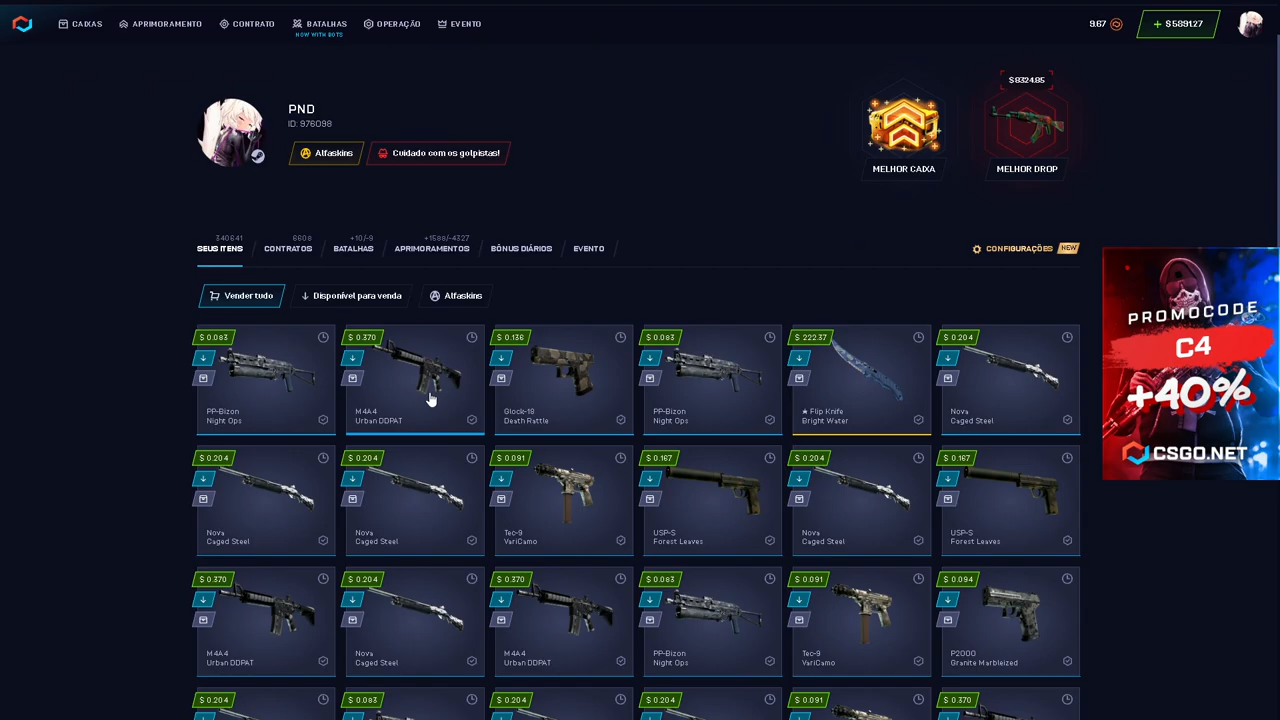 CAIXAS
APRIMORAMENTO
CONTRATO
BATALHAS
NOW WITH BOTS
OPERAÇÃO
EVENTO
9.67
+ $ 5891.27
PND
ID: 976098
Alfaskins
Cuidado com os golpistas!
MELHOR CAIXA
$ 8324.85
MELHOR DROP
340641
SEUS ITENS
6608
CONTRATOS
+10/-9
BATALHAS
+1588/-4327
APRIMORAMENTOS
BÔNUS DIÁRIOS
EVENTO
CONFIGURAÇÕES NEW
Vender tudo
Disponível para venda
Alfaskins
$ 0.083
PP-Bizon
Night Ops
$ 0.370
M4A4
Urban DDPAT
$ 0.136
Glock-18
Death Rattle
$ 0.083
PP-Bizon
Night Ops
$ 222.37
★ Flip Knife
Bright Water
$ 0.204
Nova
Caged Steel
$ 0.204
Nova
Caged Steel
$ 0.204
Nova
Caged Steel
$ 0.091
Tec-9
VariCamo
$ 0.167
USP-S
Forest Leaves
$ 0.204
Nova
Caged Steel
$ 0.167
USP-S
Forest Leaves
$ 0.370
M4A4
Urban DDPAT
$ 0.204
Nova
Caged Steel
$ 0.370
M4A4
Urban DDPAT
$ 0.083
PP-Bizon
Night Ops
$ 0.091
Tec-9
VariCamo
$ 0.094
P2000
Granite Marbleized
$ 0.204
$ 0.083
$ 0.204
$ 0.204
$ 0.091
$ 0.370
PROMOCODE
C4
+40%
CSGO.NET